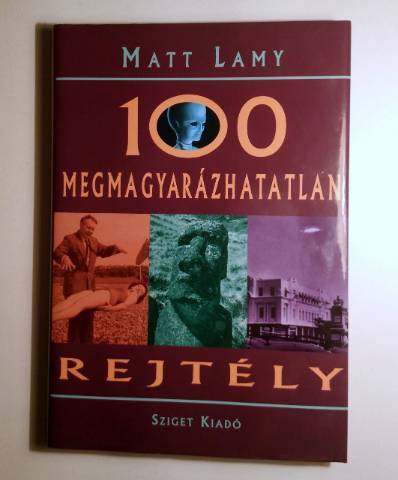 MATT LAMY
100
MEGMAGYARÁZHATATLAN
REJTÉLY
SZIGET KIADÓ